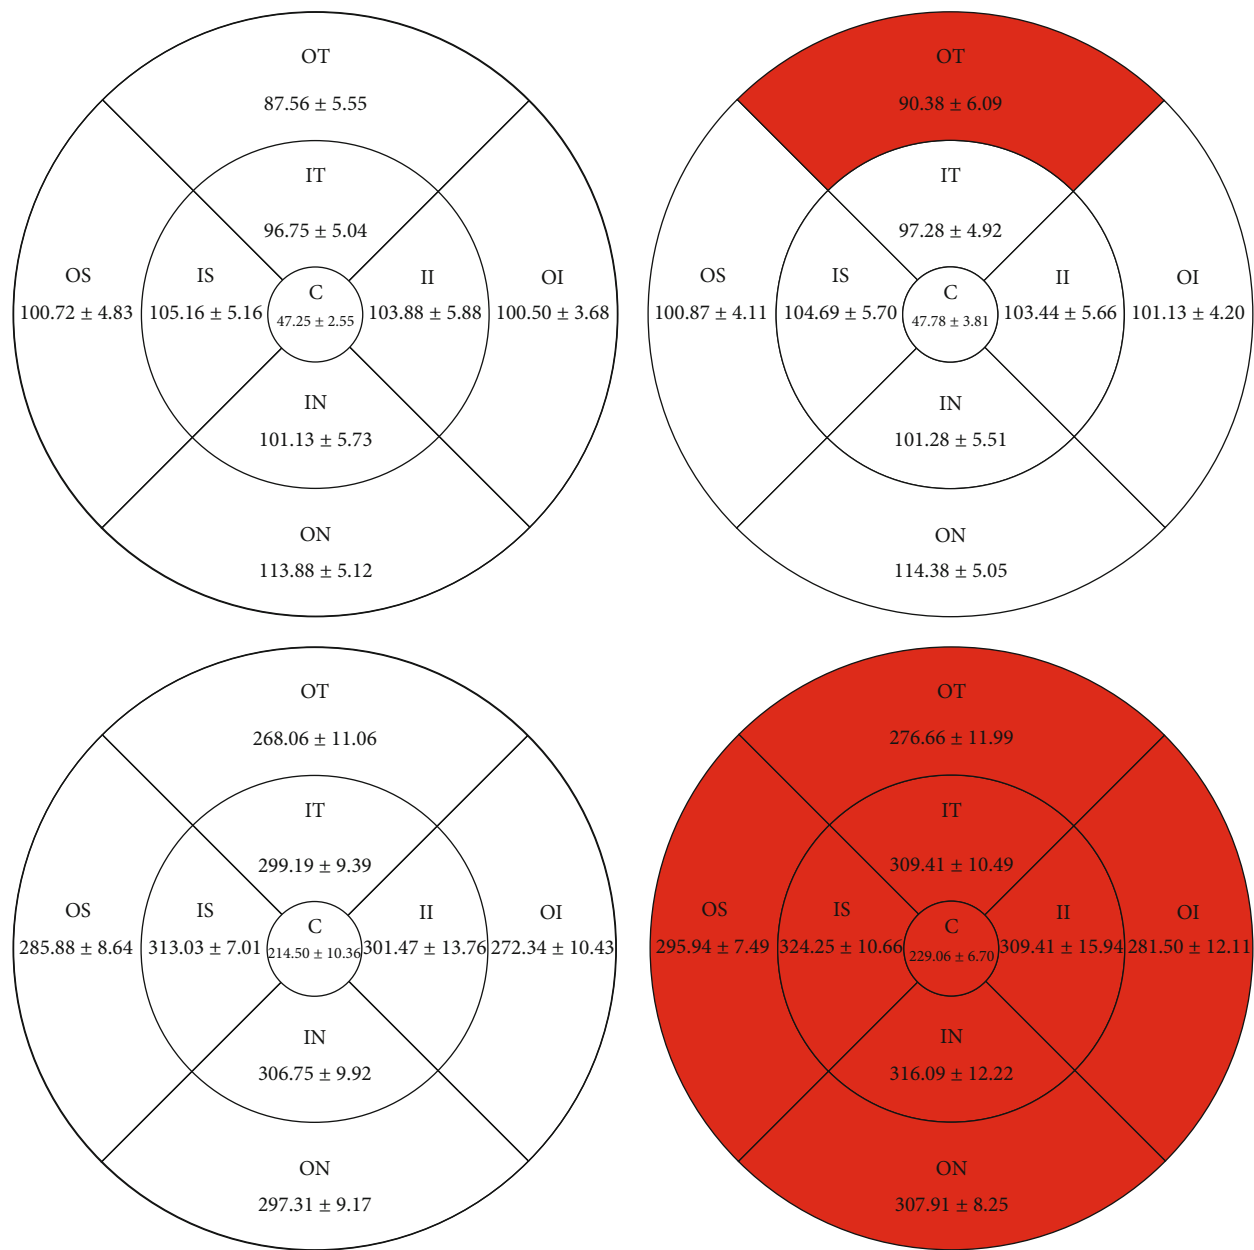 OT
87.56 ± 5.55
IT
96.75 ± 5.04
OS
100.72 ± 4.83
IS
105.16 ± 5.16
C
47.25 ± 2.55
II
103.88 ± 5.88
OI
100.50 ± 3.68
IN
101.13 ± 5.73
ON
113.88 ± 5.12
OT
90.38 ± 6.09
IT
97.28 ± 4.92
OS
100.87 ± 4.11
IS
104.69 ± 5.70
C
47.78 ± 3.81
II
103.44 ± 5.66
OI
101.13 ± 4.20
IN
101.28 ± 5.51
ON
114.38 ± 5.05
OT
268.06 ± 11.06
IT
299.19 ± 9.39
OS
285.88 ± 8.64
IS
313.03 ± 7.01
C
214.50 ± 10.36
II
301.47 ± 13.76
OI
272.34 ± 10.43
IN
306.75 ± 9.92
ON
297.31 ± 9.17
OT
276.66 ± 11.99
IT
309.41 ± 10.49
OS
295.94 ± 7.49
IS
324.25 ± 10.66
C
229.06 ± 6.70
II
309.41 ± 15.94
OI
281.50 ± 12.11
IN
316.09 ± 12.22
ON
307.91 ± 8.25